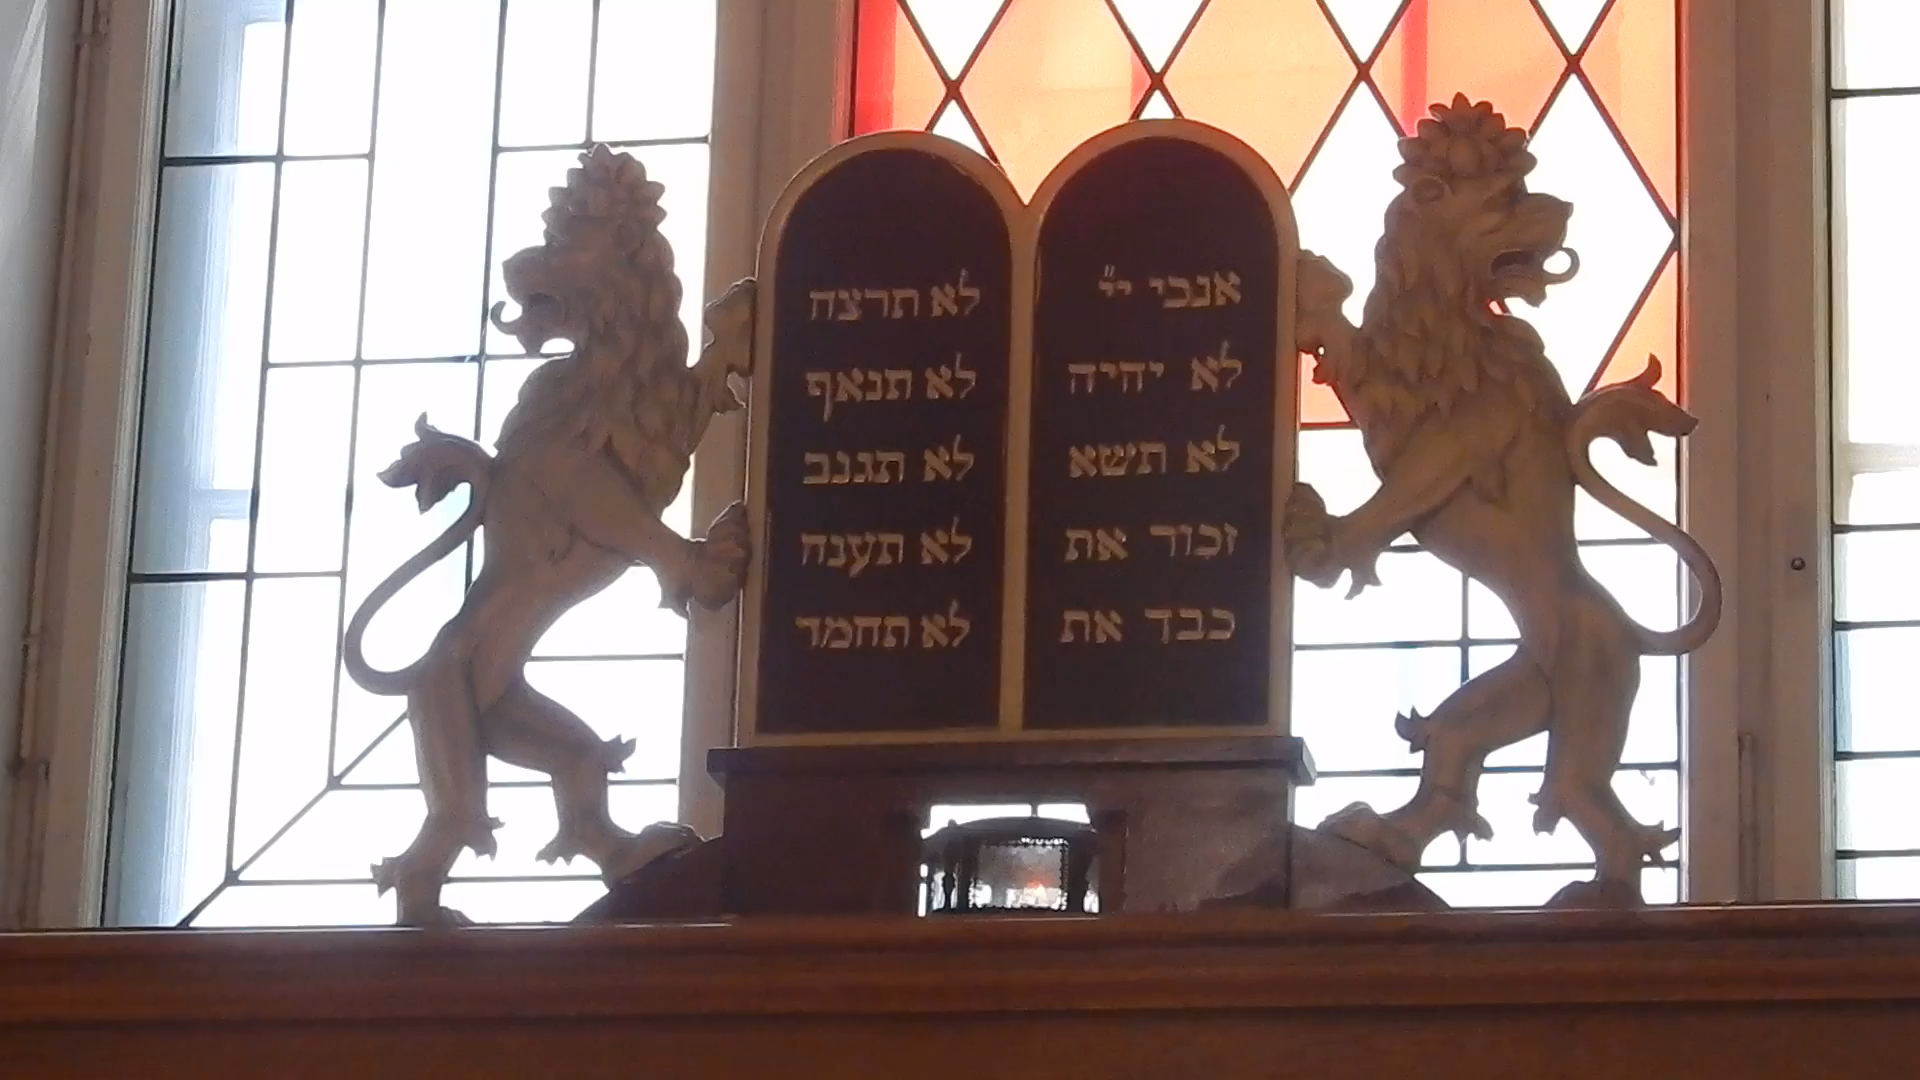 אנכי יי
לא יהיה
לא תשא
זכור את
כבד את
לא תרצח
לא תנאף
לא תגנב
לא תענה
לא תחמד